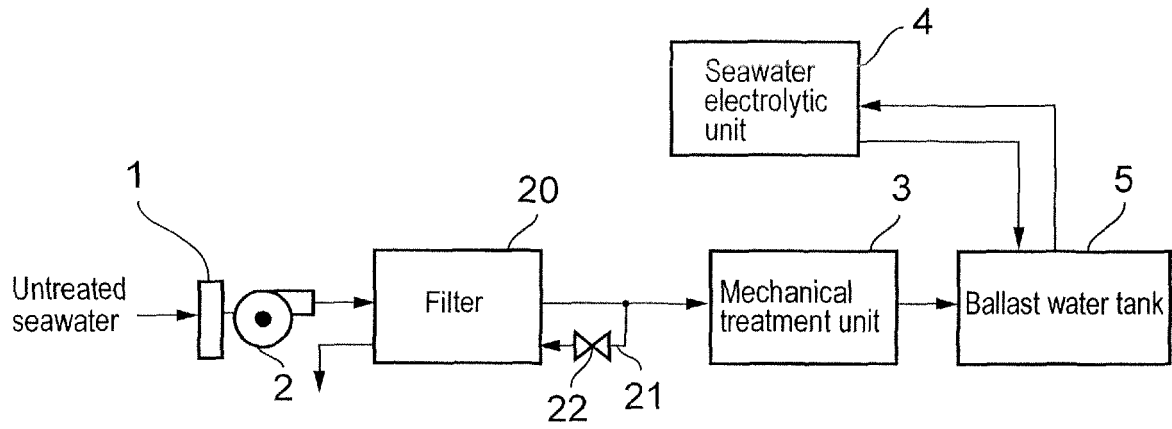 4
Seawater
electrolytic
unit
1
20
3
5
Untreated
seawater
Filter
Mechanical
treatment unit
Ballast water tank
2
22
21